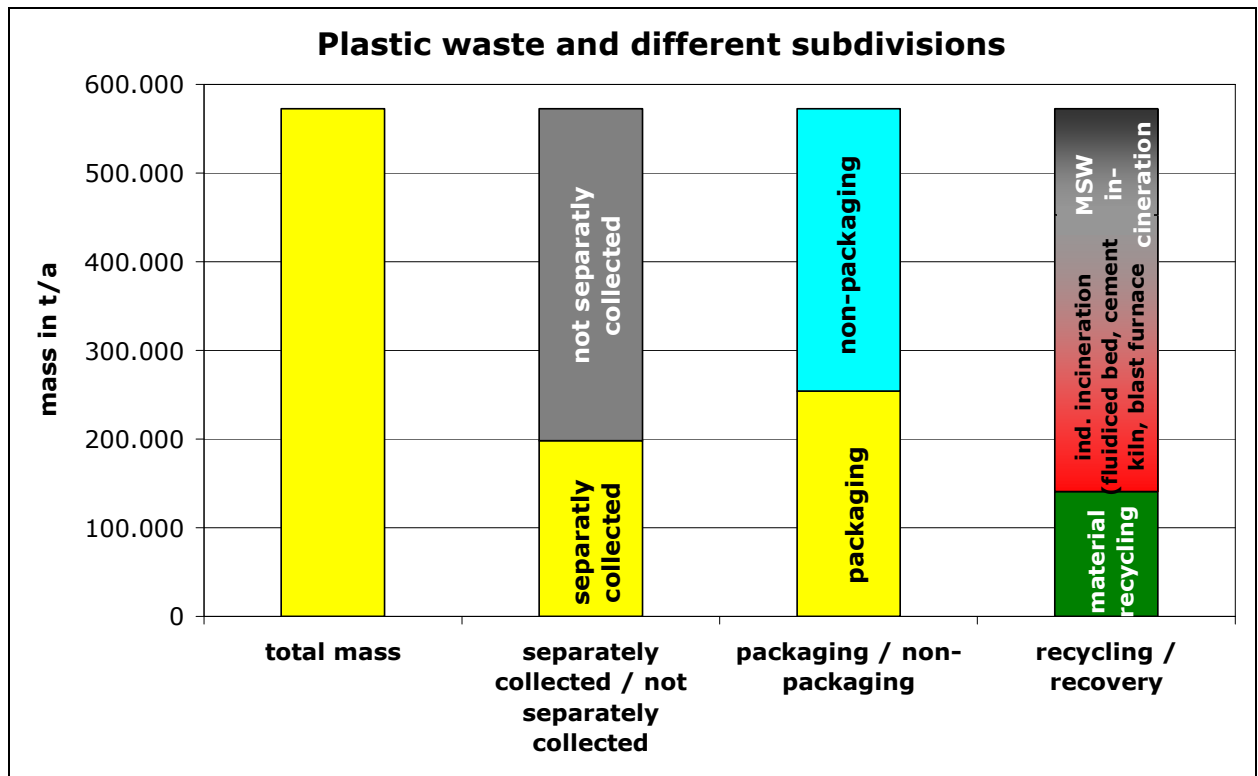 Plastic waste and different subdivisions
600.000
500.000
400.000
300.000
200.000
100.000
0
mass in t/a
separatly
collected
not separatly
collected
packaging
non-packaging
material
recycling
ind. incineration
(fluidiced bed, cement
kiln, blast furnace
MSW
in-
cineration
total mass
separately
collected / not
separately
collected
packaging / non-
packaging
recycling /
recovery